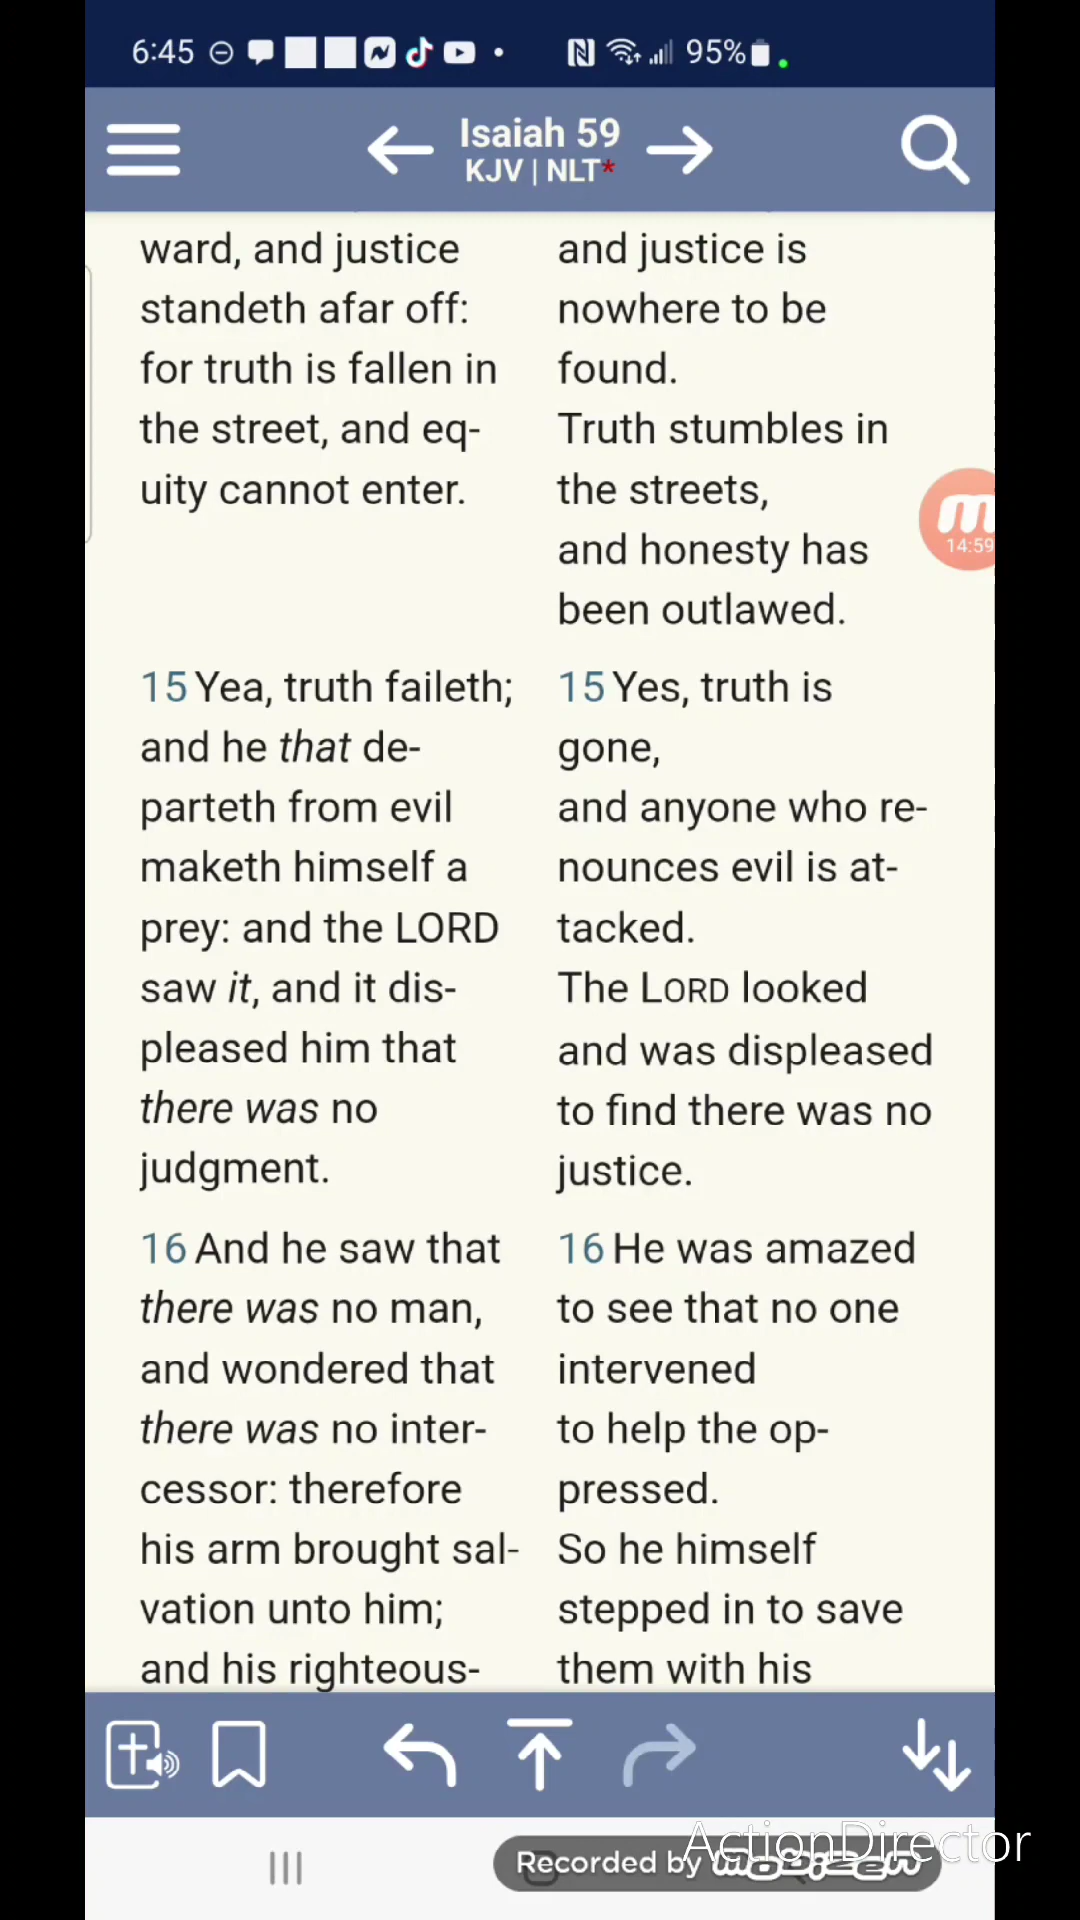 6:45
95%
Isaiah 59
KJV | NLT*
ward, and justice
standeth afar off:
for truth is fallen in
the street, and eq-
uity cannot enter.
15 Yea, truth faileth;
and he that de-
parteth from evil
maketh himself a
prey: and the LORD
saw it, and it dis-
pleased him that
there was no
judgment.
16 And he saw that
there was no man,
and wondered that
there was no inter-
cessor: therefore
his arm brought sal-
vation unto him;
and his righteous-
and justice is
nowhere to be
found.
Truth stumbles in
the streets,
and honesty has
been outlawed.
15 Yes, truth is
gone,
and anyone who re-
nounces evil is at-
tacked.
The LORD looked
and was displeased
to find there was no
justice.
16 He was amazed
to see that no one
intervened
to help the op-
pressed.
So he himself
stepped in to save
them with his
m
14:59
ActionDirector
Recorded by MOBIZEN